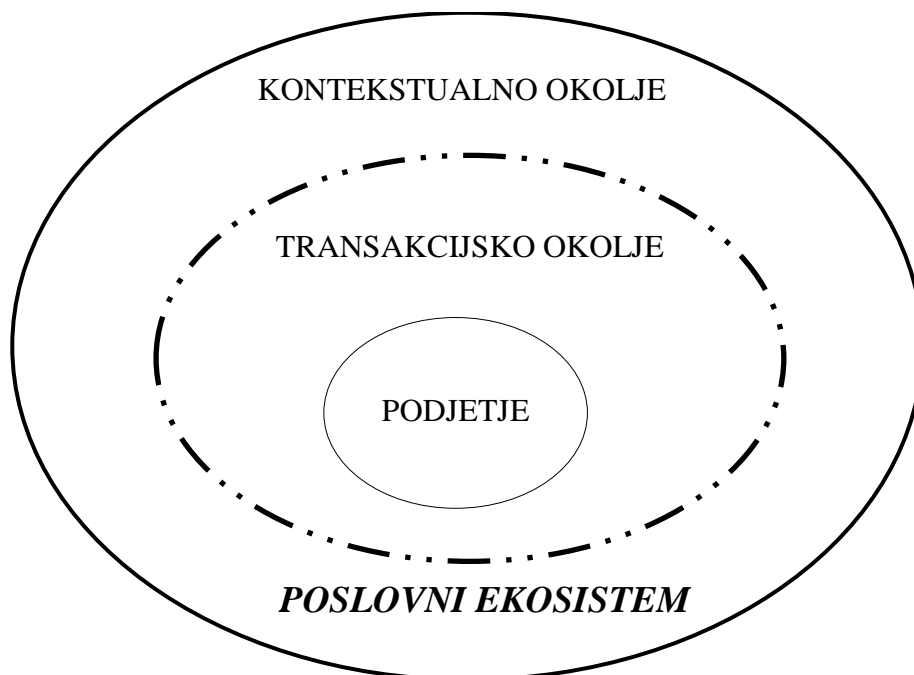 KONTEKSTUALNO OKOLJE
TRANSAKCIJSKO OKOLJE
PODJETJE
POSLOVNI EKOSISTEM